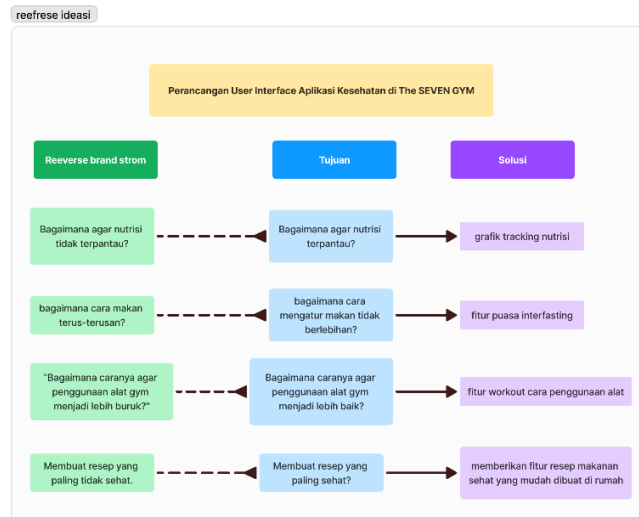 reefrese ideasi
Perancangan User Interface Aplikasi Kesehatan di The SEVEN GYM
Reeverse brand strom
Tujuan
Solusi
Bagaimana agar nutrisi
tidak terpantau?
Bagaimana agar nutrisi
terpantau?
grafik tracking nutrisi
bagaimana cara makan
terus-terusan?
bagaimana cara
mengatur makan tidak
berlebihan?
fitur puasa interfasting
"Bagaimana caranya agar
penggunaan alat gym
menjadi lebih buruk?"
Bagaimana caranya agar
penggunaan alat gym
menjadi lebih baik?
fitur workout cara penggunaan alat
Membuat resep yang
paling tidak sehat.
Membuat resep yang
paling sehat?
memberikan fitur resep makanan
sehat yang mudah dibuat di rumah